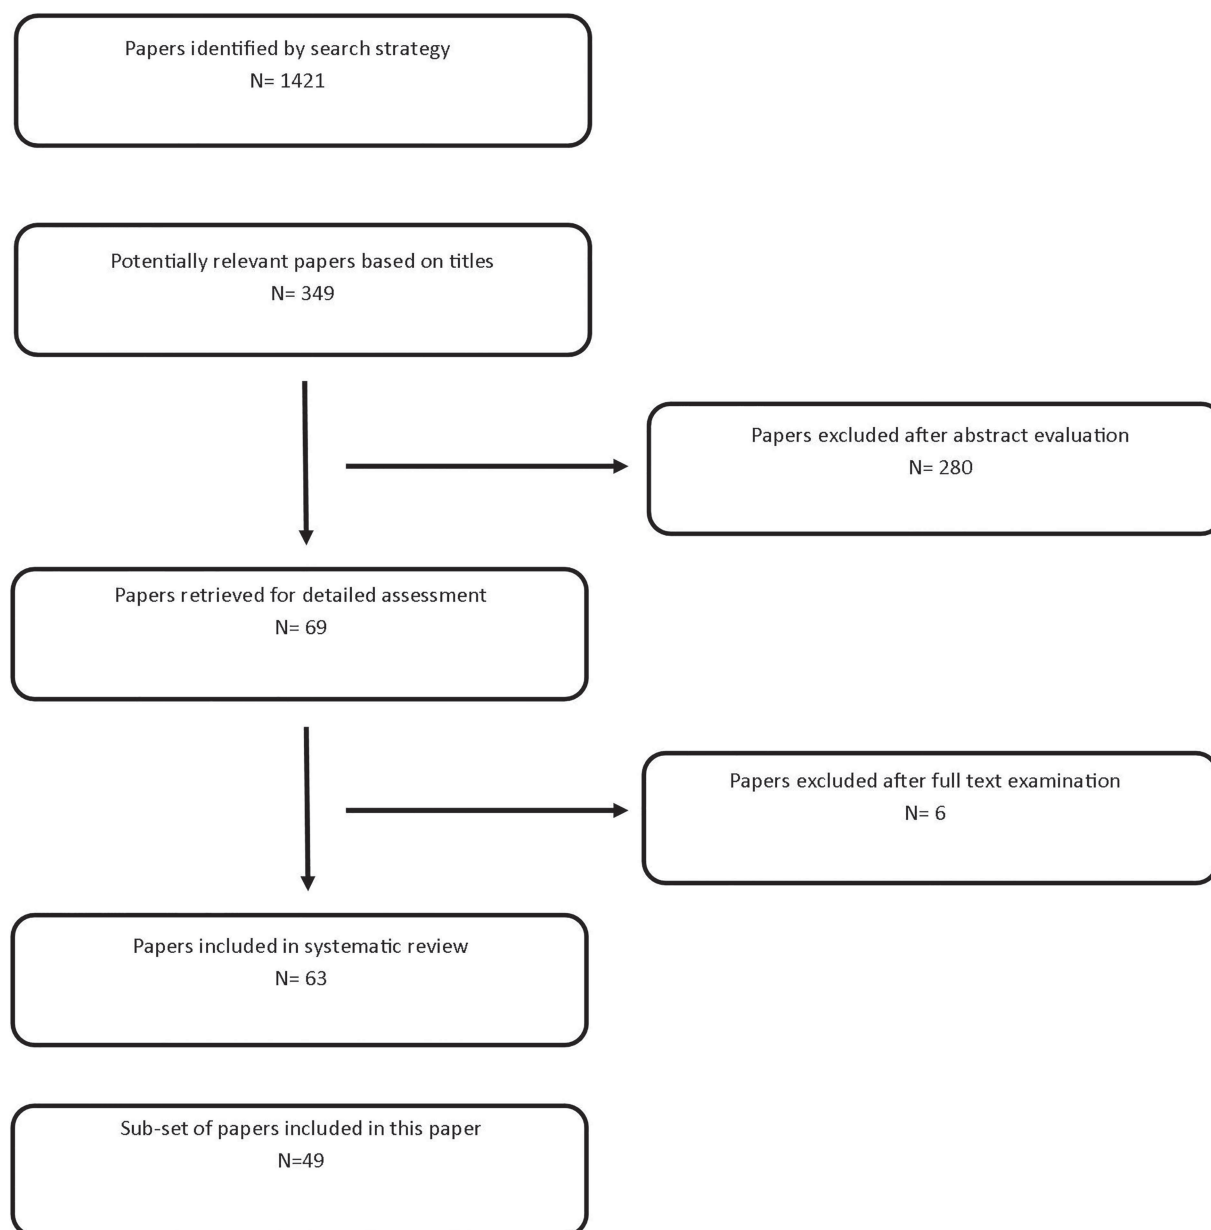 Papers identified by search strategy
N= 1421
Potentially relevant papers based on titles
N= 349
Papers excluded after abstract evaluation
N= 280
Papers retrieved for detailed assessment
N= 69
Papers excluded after full text examination
N= 6
Papers included in systematic review
N= 63
Sub-set of papers included in this paper
N=49